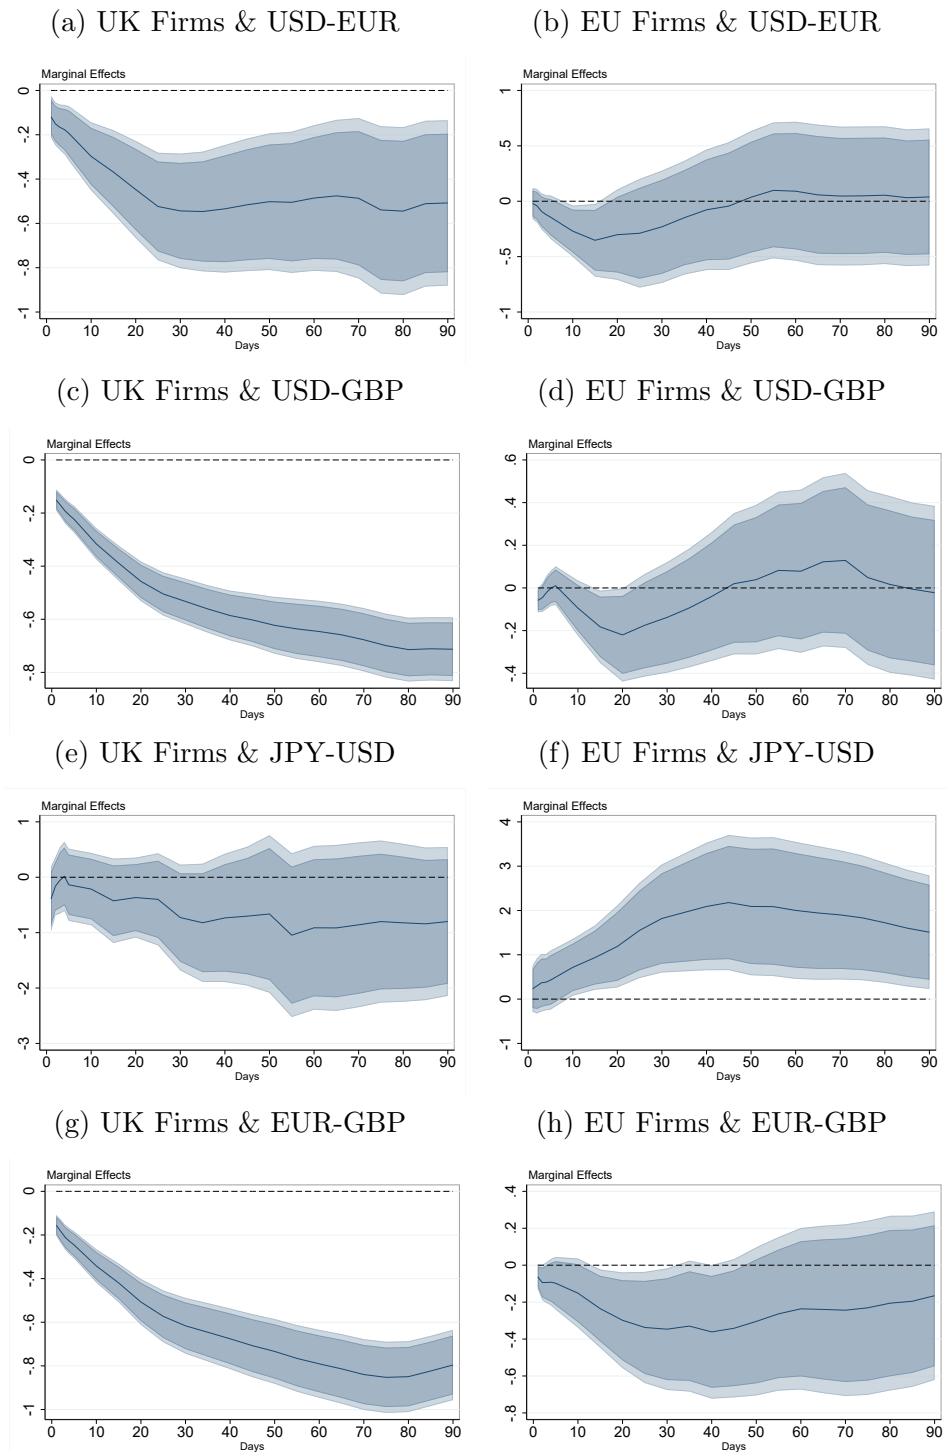 (a) UK Firms & USD-EUR
(b) EU Firms & USD-EUR
Marginal Effects
0
-.2
-.4
-.6
-.8
-1
0 10 20 30 40 50 60 70 80 90
Days
Marginal Effects
1
.5
0
-.5
-1
0 10 20 30 40 50 60 70 80 90
Days
(c) UK Firms & USD-GBP
(d) EU Firms & USD-GBP
Marginal Effects
0
-.2
-.4
-.6
-.8
0 10 20 30 40 50 60 70 80 90
Days
Marginal Effects
.6
.4
.2
0
-.2
-.4
0 10 20 30 40 50 60 70 80 90
Days
(e) UK Firms & JPY-USD
(f) EU Firms & JPY-USD
Marginal Effects
1
0
-1
-2
-3
0 10 20 30 40 50 60 70 80 90
Days
Marginal Effects
4
3
2
1
0
-1
0 10 20 30 40 50 60 70 80 90
Days
(g) UK Firms & EUR-GBP
(h) EU Firms & EUR-GBP
Marginal Effects
0
-.2
-.4
-.6
-.8
-1
0 10 20 30 40 50 60 70 80 90
Days
Marginal Effects
.4
.2
0
-.2
-.4
-.6
-.8
0 10 20 30 40 50 60 70 80 90
Days